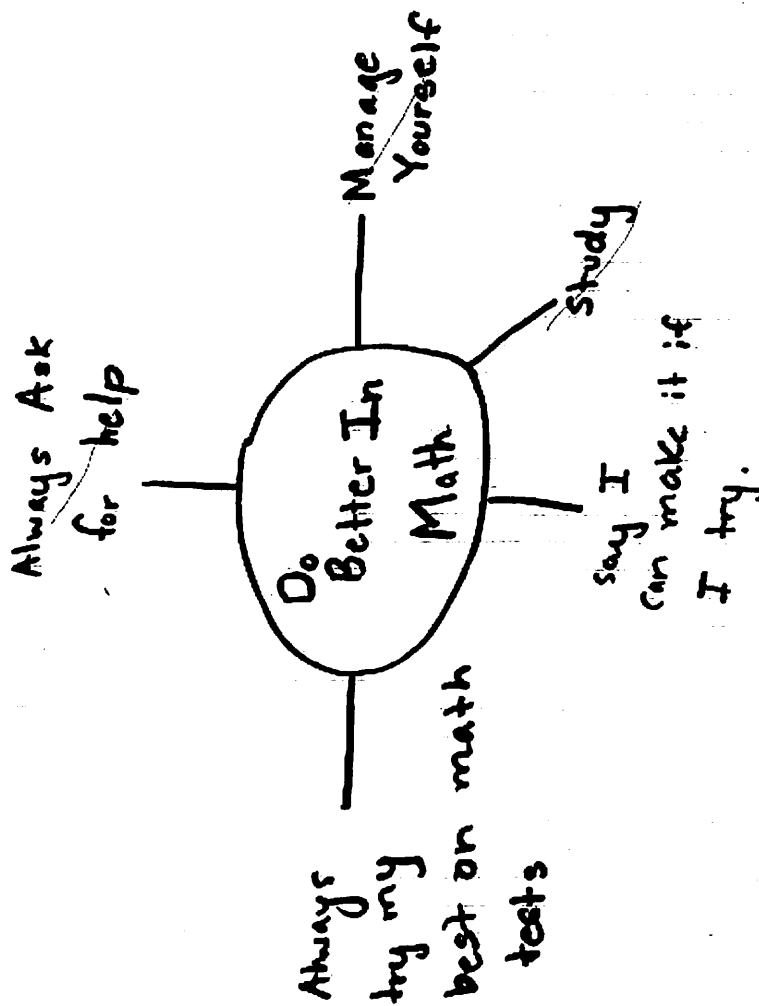 Always Ask
for help
Manage
Yourself
Do
Better In
Math
Study
Say I
can make it if
I try.
Always
try my
best on math
tests